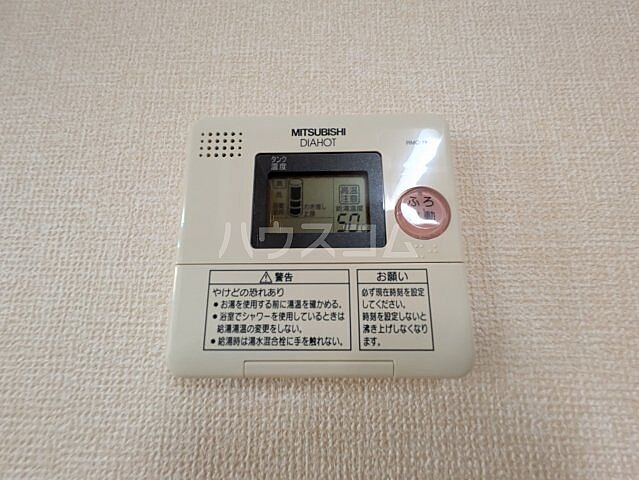 MITSUBISHI
DIAHOT
タンク
温度
高温
注意
給湯温度
50
ふろ
動
ハウスコム
⚠警告
やけどの恐れあり
●お湯を使用する前に湯温を確かめる。
●浴室でシャワーを使用しているときは
給湯湯温の変更をしない。
●給湯時は湯水混合栓に手を触れない。
お願い
必ず現在時刻を設定
してください。
時刻を設定しないと
沸き上げしなくなり
ます。